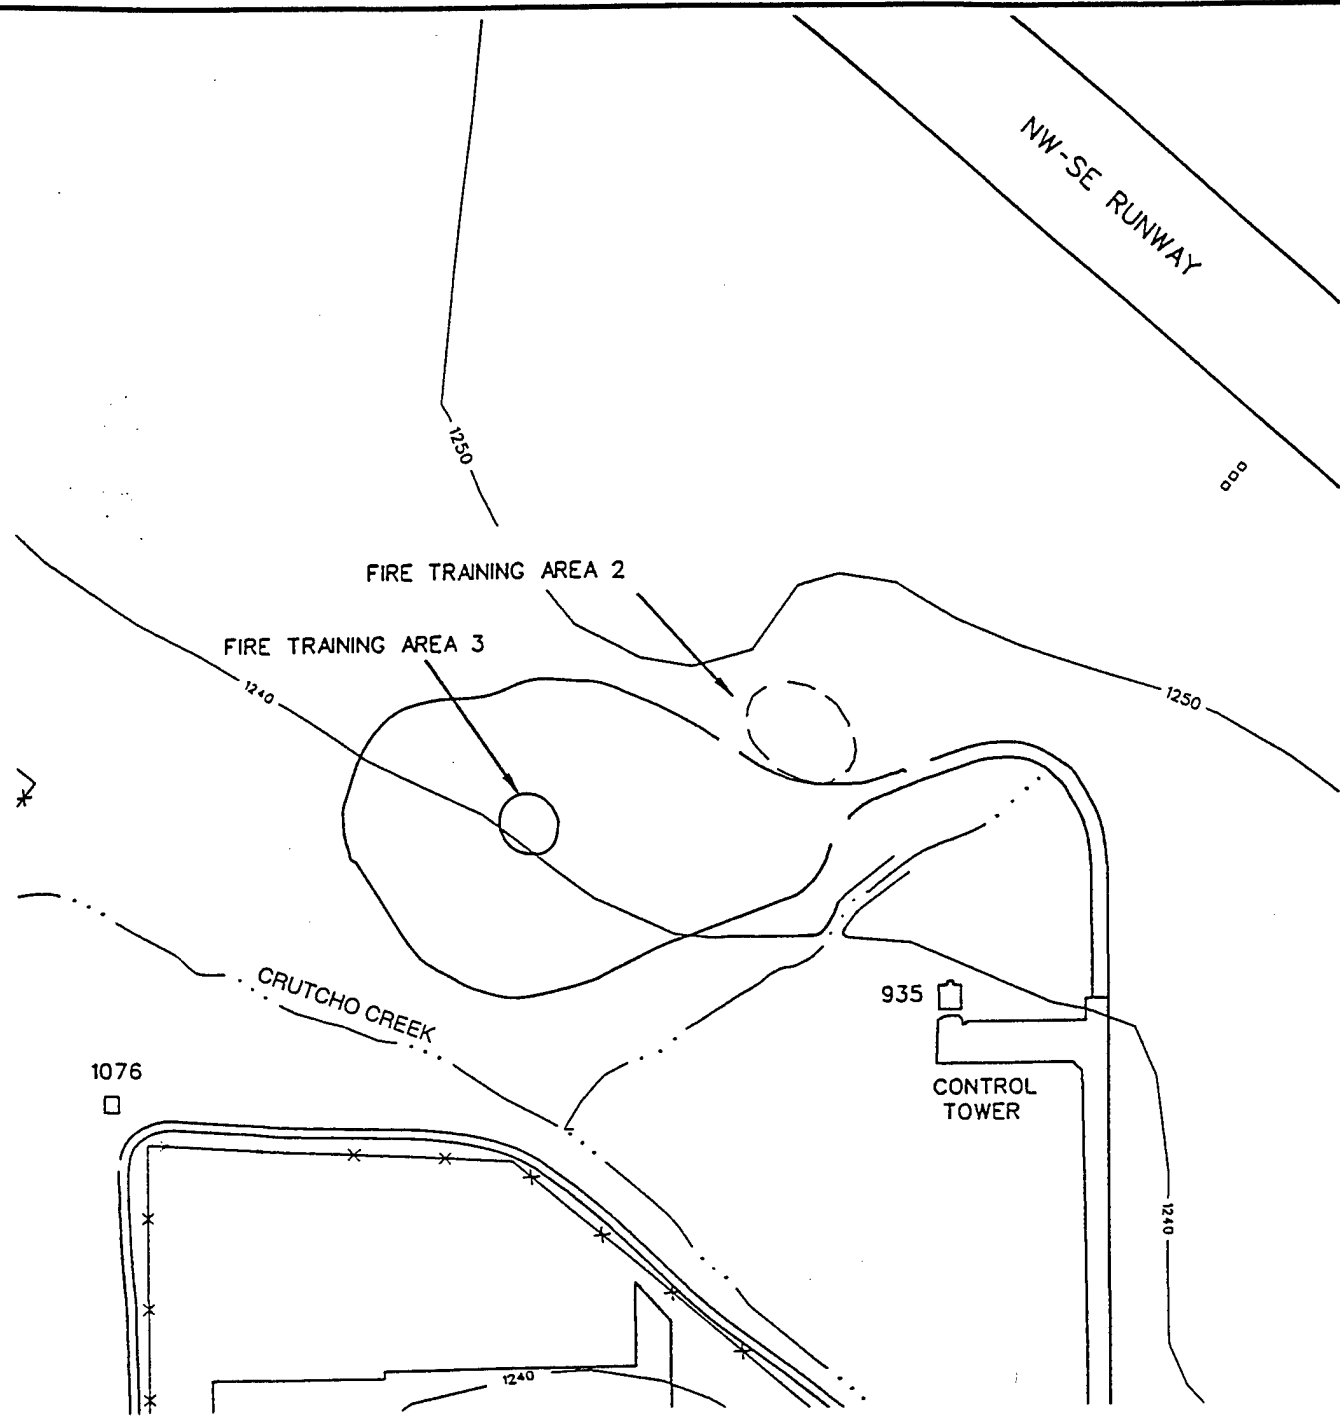 NW-SE RUNWAY
1250
FIRE TRAINING AREA 2
FIRE TRAINING AREA 3
1240
1250
CRUTCHO CREEK
935
1076
CONTROL
TOWER
1240
1240